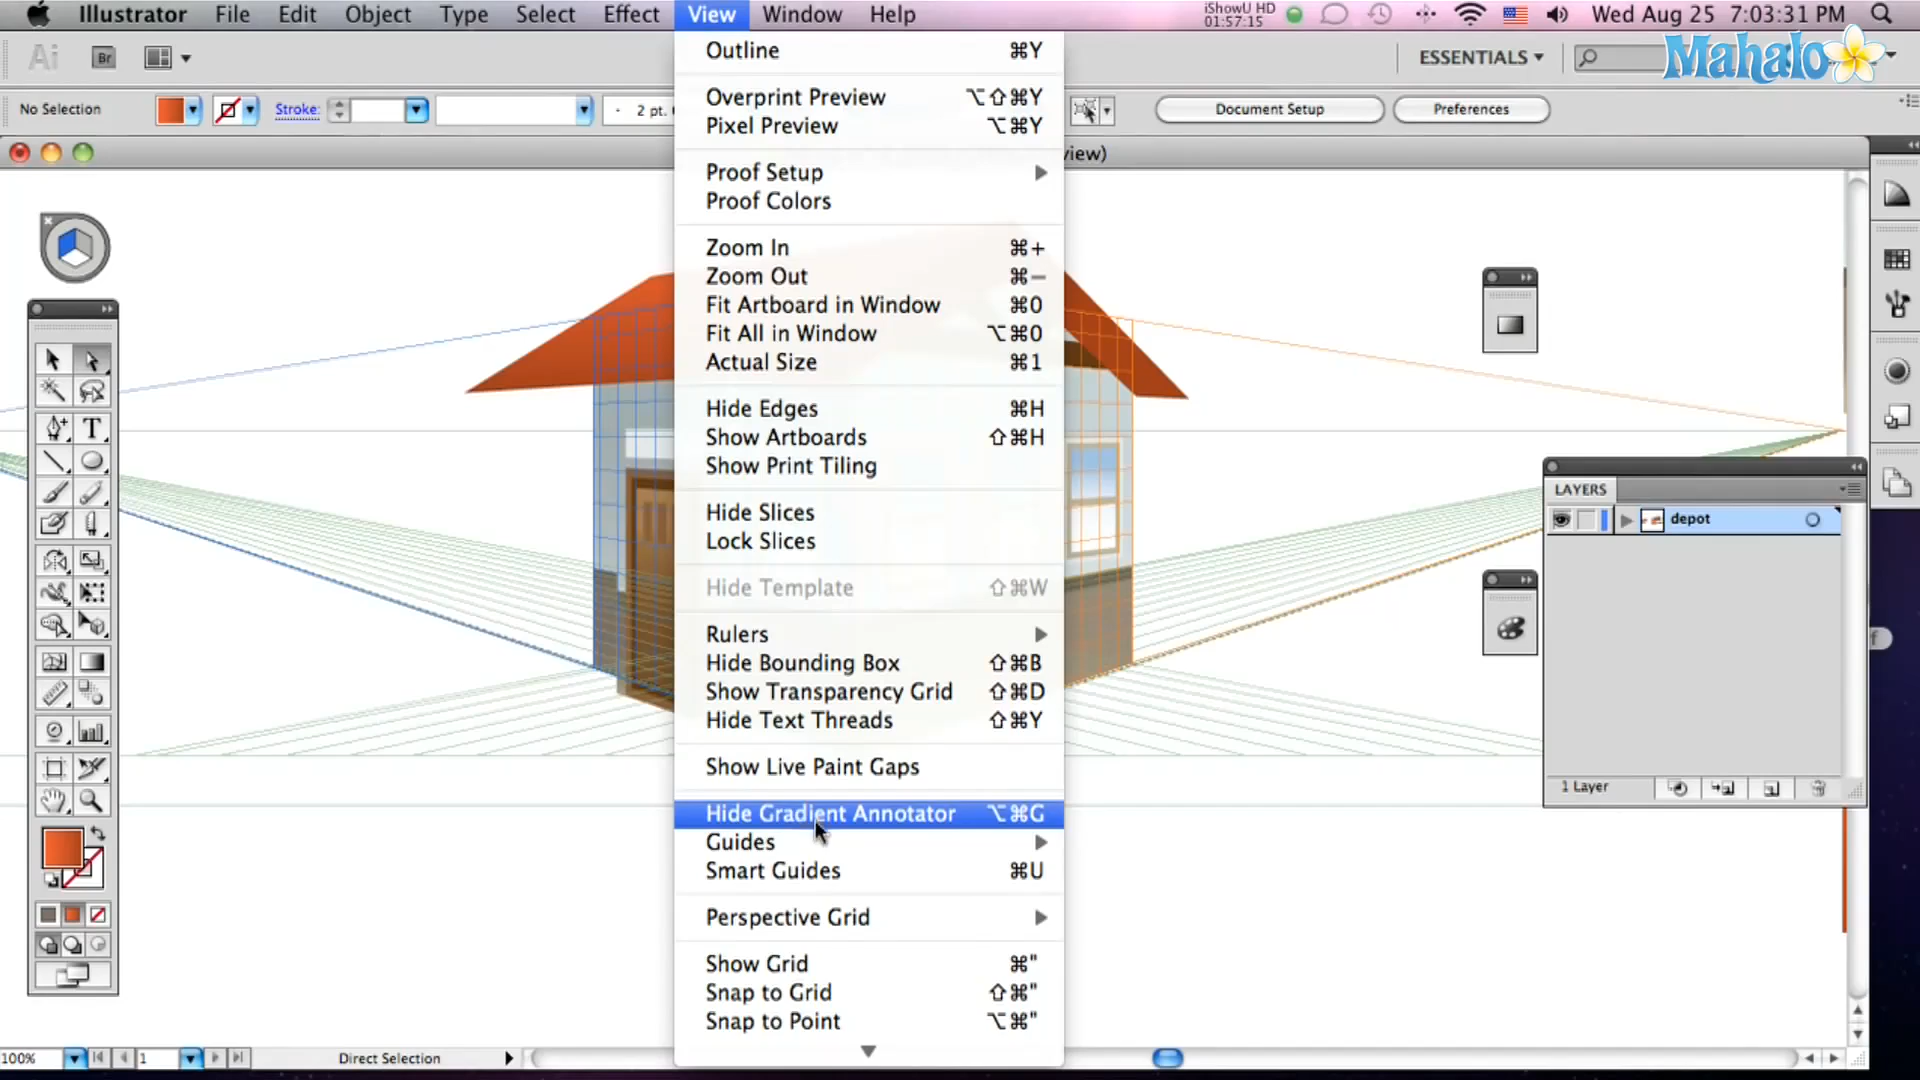 Illustrator File Edit Object Type Select Effect View Window Help
iShowU HD
01:57:15
Wed Aug 25 7:03:31 PM
Ai Br
ESSENTIALS
Mahalo
No Selection
Stroke:
2 pt.
Document Setup
Preferences
view)
Outline ⌘Y
Overprint Preview ⌥⇧⌘Y
Pixel Preview ⌥⌘Y
Proof Setup
Proof Colors
Zoom In ⌘+
Zoom Out ⌘−
Fit Artboard in Window ⌘0
Fit All in Window ⌥⌘0
Actual Size ⌘1
Hide Edges ⌘H
Show Artboards ⇧⌘H
Show Print Tiling
Hide Slices
Lock Slices
Hide Template ⇧⌘W
Rulers
Hide Bounding Box ⇧⌘B
Show Transparency Grid ⇧⌘D
Hide Text Threads ⇧⌘Y
Show Live Paint Gaps
Hide Gradient Annotator ⌥⌘G
Guides
Smart Guides ⌘U
Perspective Grid
Show Grid ⌘"
Snap to Grid ⇧⌘"
Snap to Point ⌥⌘"
LAYERS
depot
1 Layer
f
T
100%
1
Direct Selection